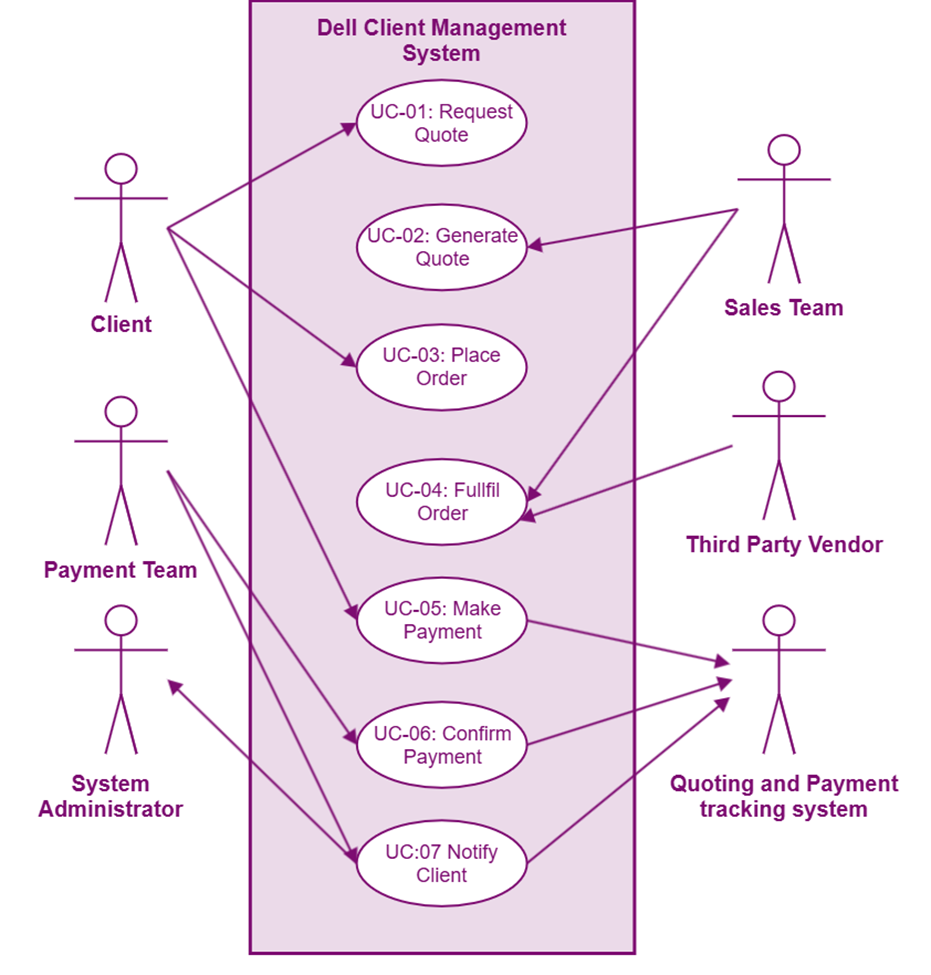 Dell Client Management
System
UC-01: Request
Quote
UC-02: Generate
Quote
UC-03: Place
Order
UC-04: Fullfil
Order
UC-05: Make
Payment
UC-06: Confirm
Payment
UC:07 Notify
Client
Client
Payment Team
System
Administrator
Sales Team
Third Party Vendor
Quoting and Payment
tracking system